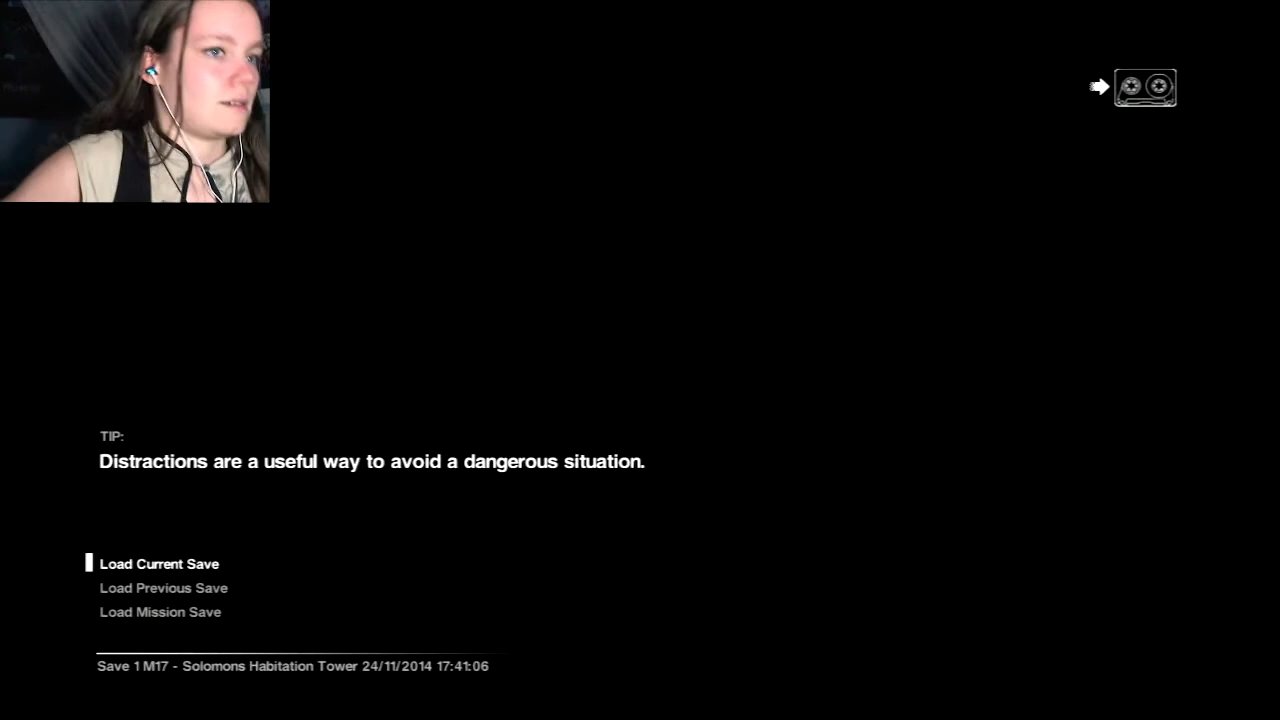 TIP:
Distractions are a useful way to avoid a dangerous situation.
Load Current Save
Load Previous Save
Load Mission Save
Save 1 M17 - Solomons Habitation Tower 24/11/2014 17:41:06